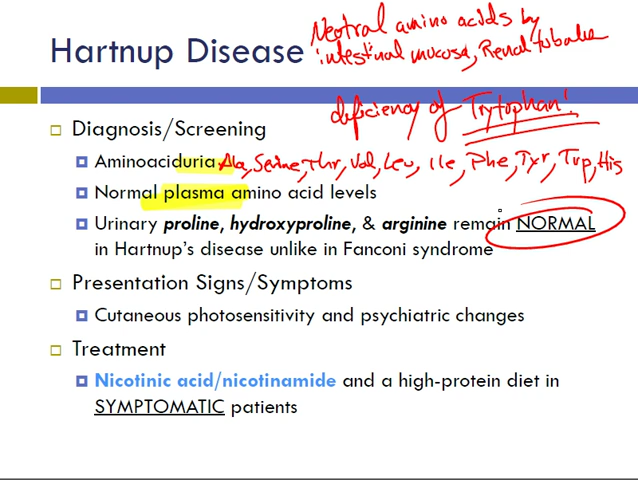 Hartnup Disease
Neutral amino acids by
intestinal mucosa, Renal tubular
deficiency of Trytophan!
Diagnosis/Screening
Aminoaciduria Ala, Serine, Thr, Val, Leu, Ile, Phe, Tyr, Trp, His
Normal plasma amino acid levels
Urinary proline, hydroxyproline, & arginine remain NORMAL
in Hartnup's disease unlike in Fanconi syndrome
Presentation Signs/Symptoms
Cutaneous photosensitivity and psychiatric changes
Treatment
Nicotinic acid/nicotinamide and a high-protein diet in
SYMPTOMATIC patients